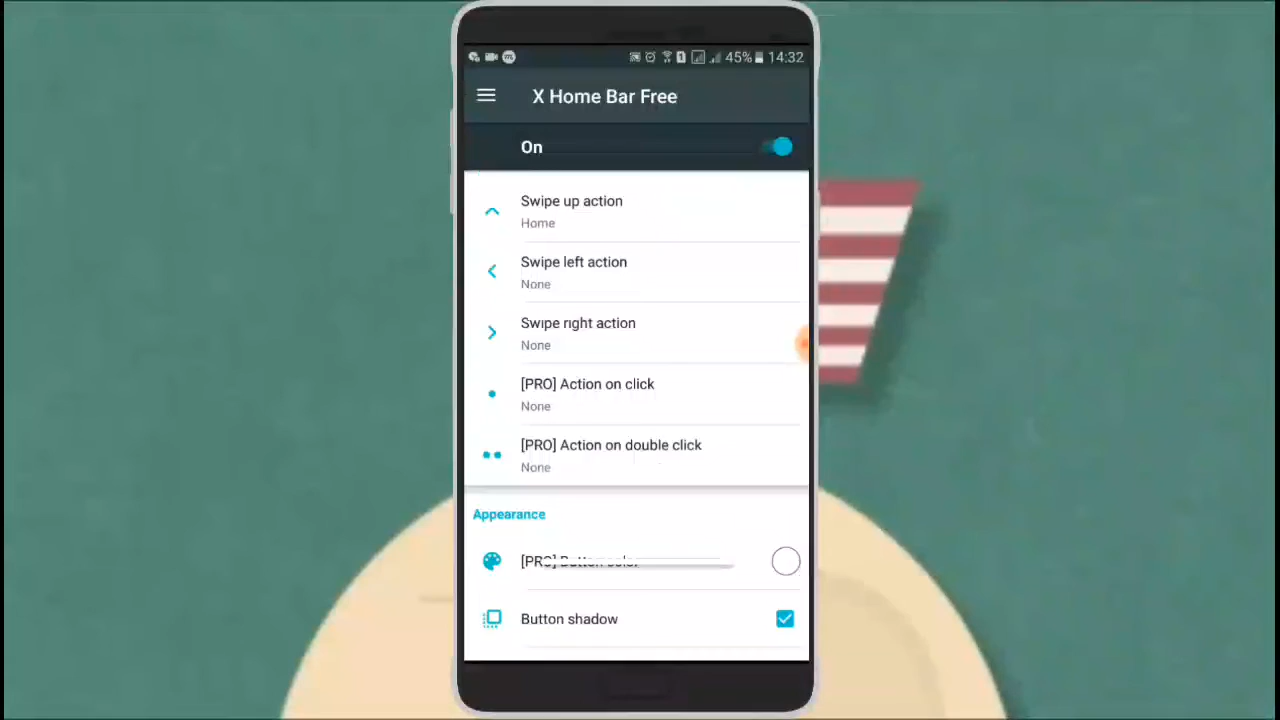 45% 14:32
X Home Bar Free
On
Swipe up action
Home
Swipe left action
None
Swipe right action
None
[PRO] Action on click
None
[PRO] Action on double click
None
Appearance
[PRO] Button color
Button shadow